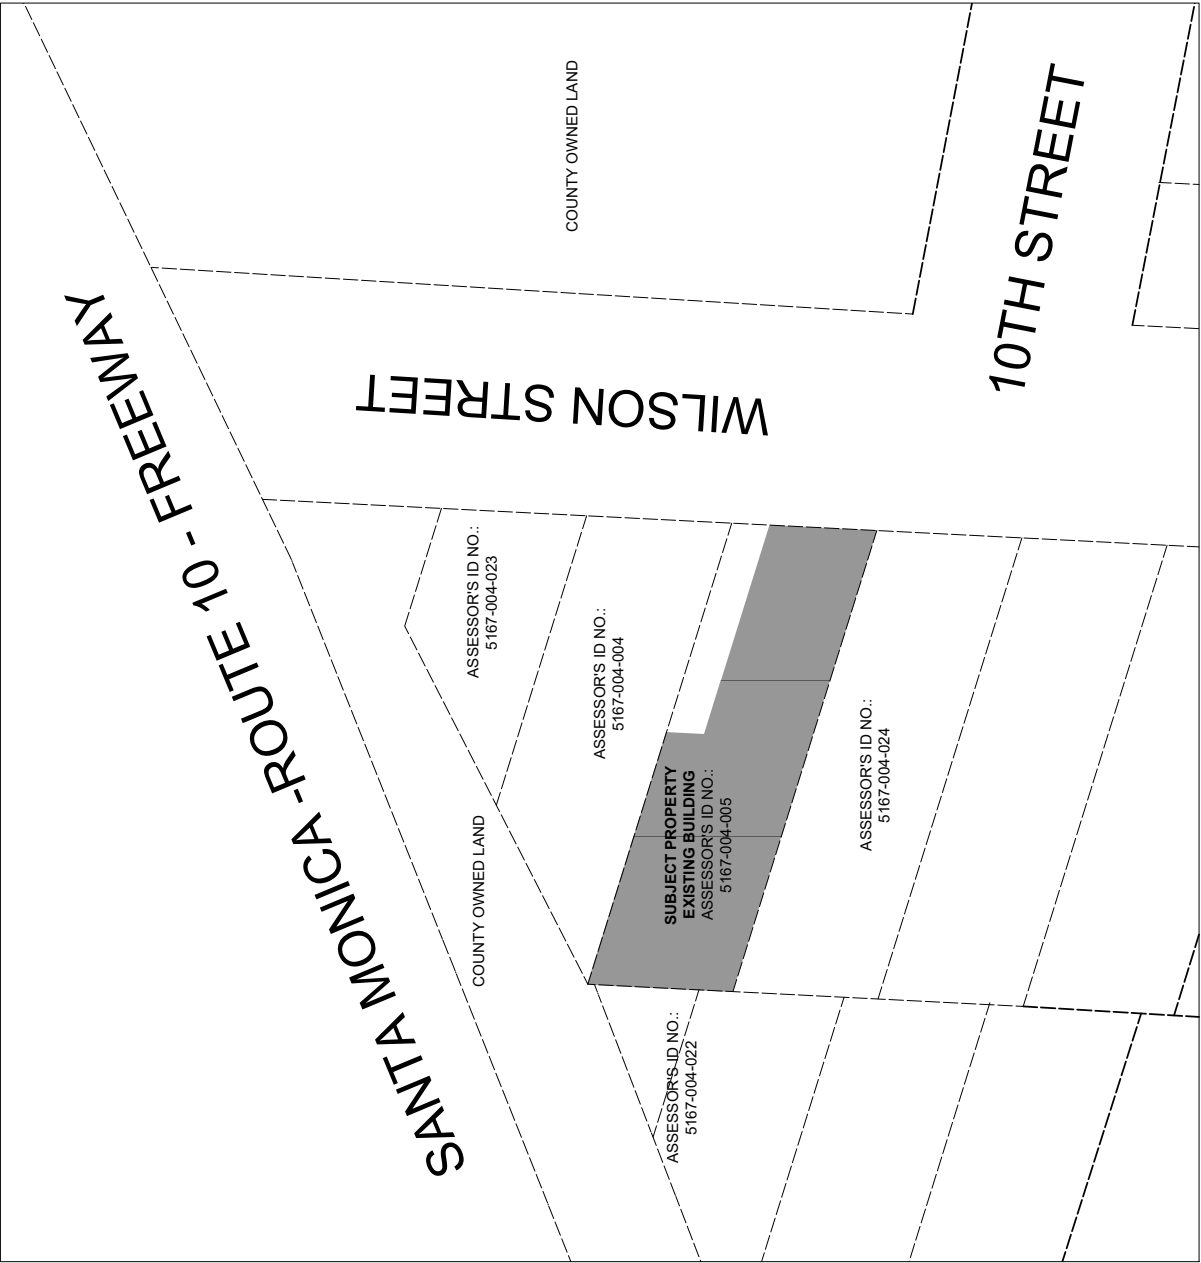 COUNTY OWNED LAND
10TH STREET
SANTA MONICA -ROUTE 10 - FREEWAY
WILSON STREET
ASSESSOR'S ID NO.:
5167-004-023
ASSESSOR'S ID NO.:
5167-004-004
SUBJECT PROPERTY
EXISTING BUILDING
ASSESSOR'S ID NO.:
5167-004-005
ASSESSOR'S ID NO.:
5167-004-024
COUNTY OWNED LAND
ASSESSOR'S ID NO.:
5167-004-022